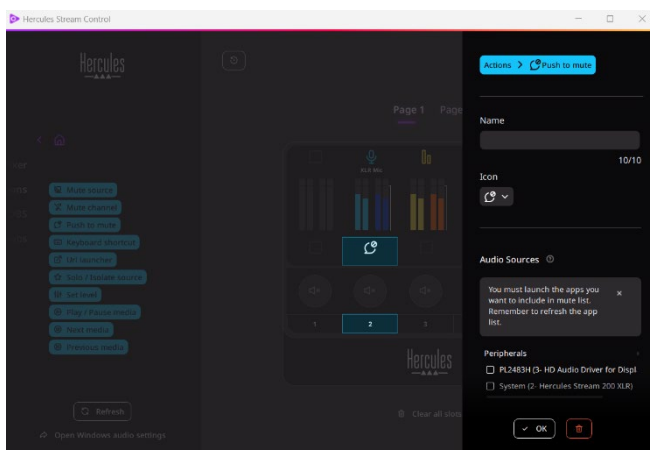 Hercules Stream Control
Hercules
Page 1 Page
XLR Mic
Mute source
Mute channel
Push to mute
Keyboard shortcut
Url launcher
Solo / Isolate source
Set level
Play / Pause media
Next media
Previous media
Refresh
Open Windows audio settings
1 2 3
Hercules
Clear all slots
Actions > Push to mute
Name
10/10
Icon
Audio Sources
You must launch the apps you
want to include in mute list.
Remember to refresh the app
list.
Peripherals
PL2483H (3- HD Audio Driver for Displ
System (2- Hercules Stream 200 XLR)
OK